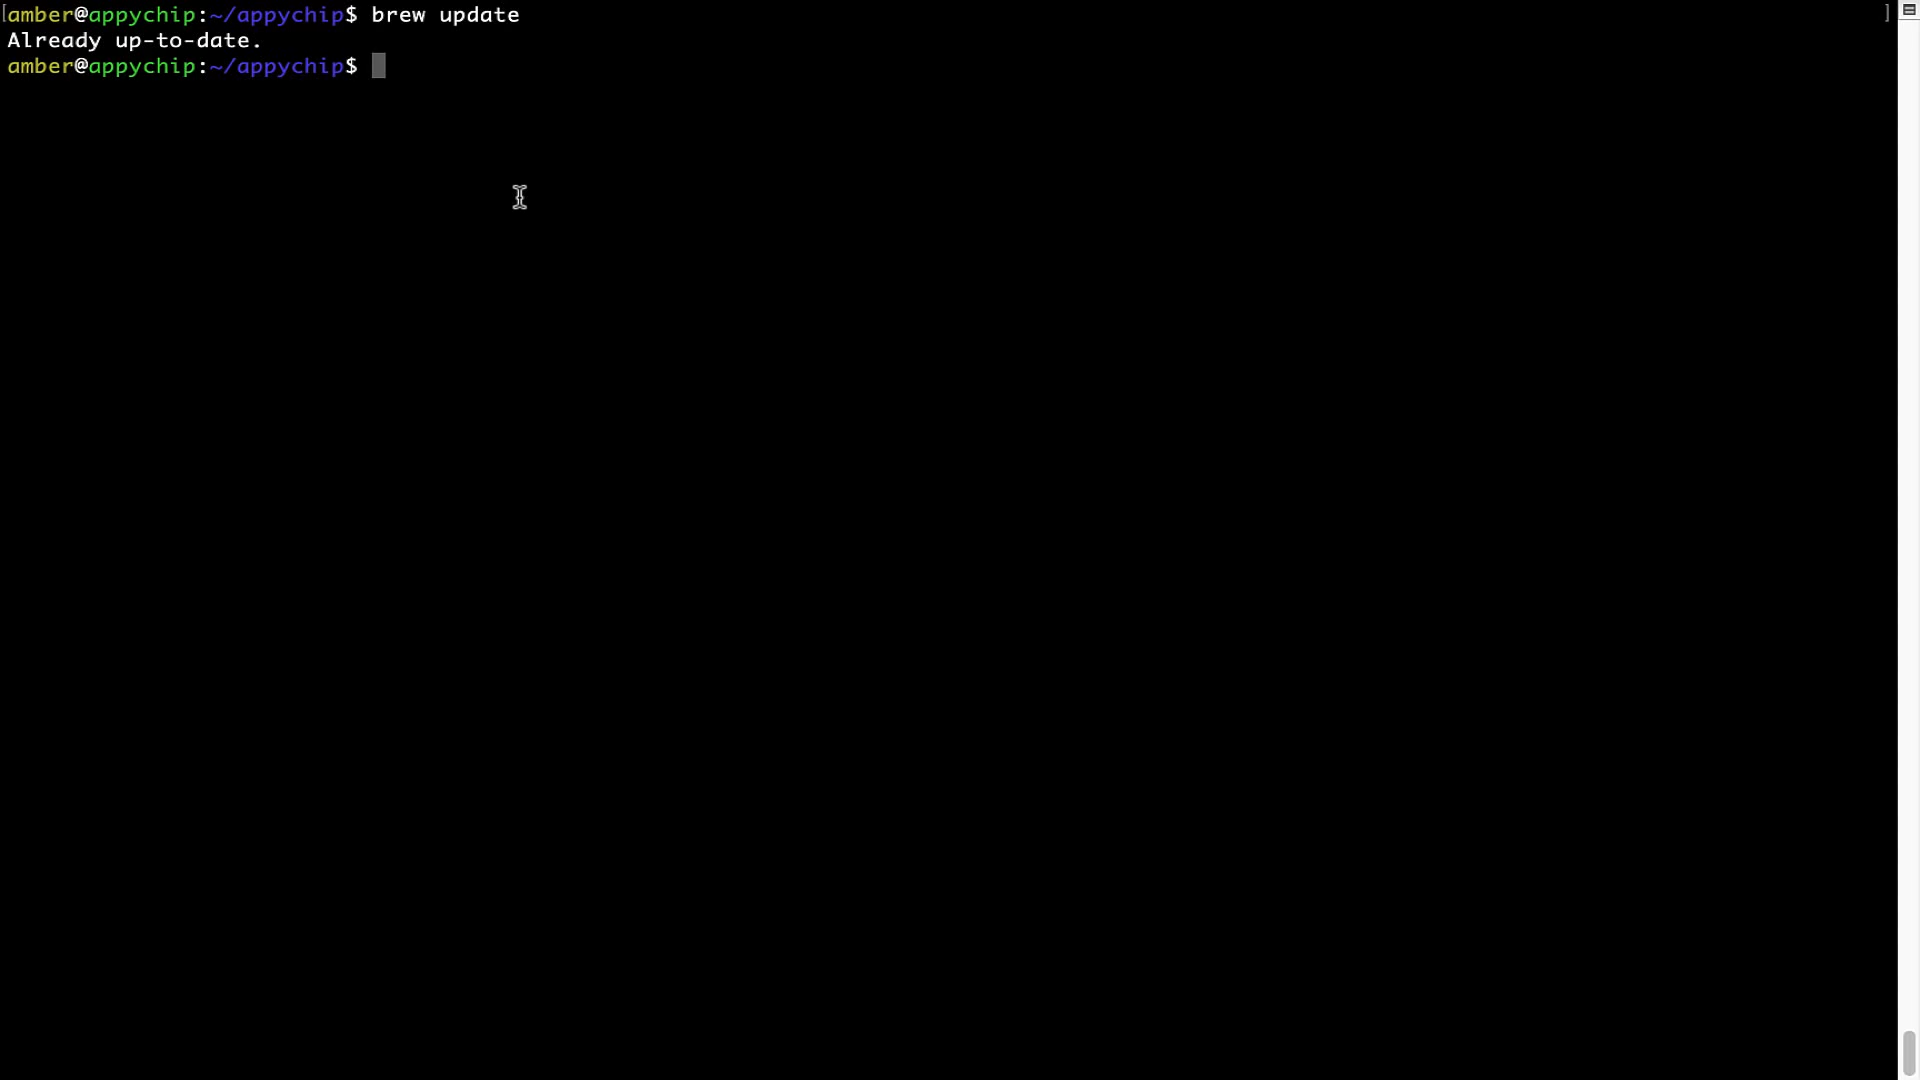 [amber@appychip:~/appychip$ brew update ]
Already up-to-date.
amber@appychip:~/appychip$